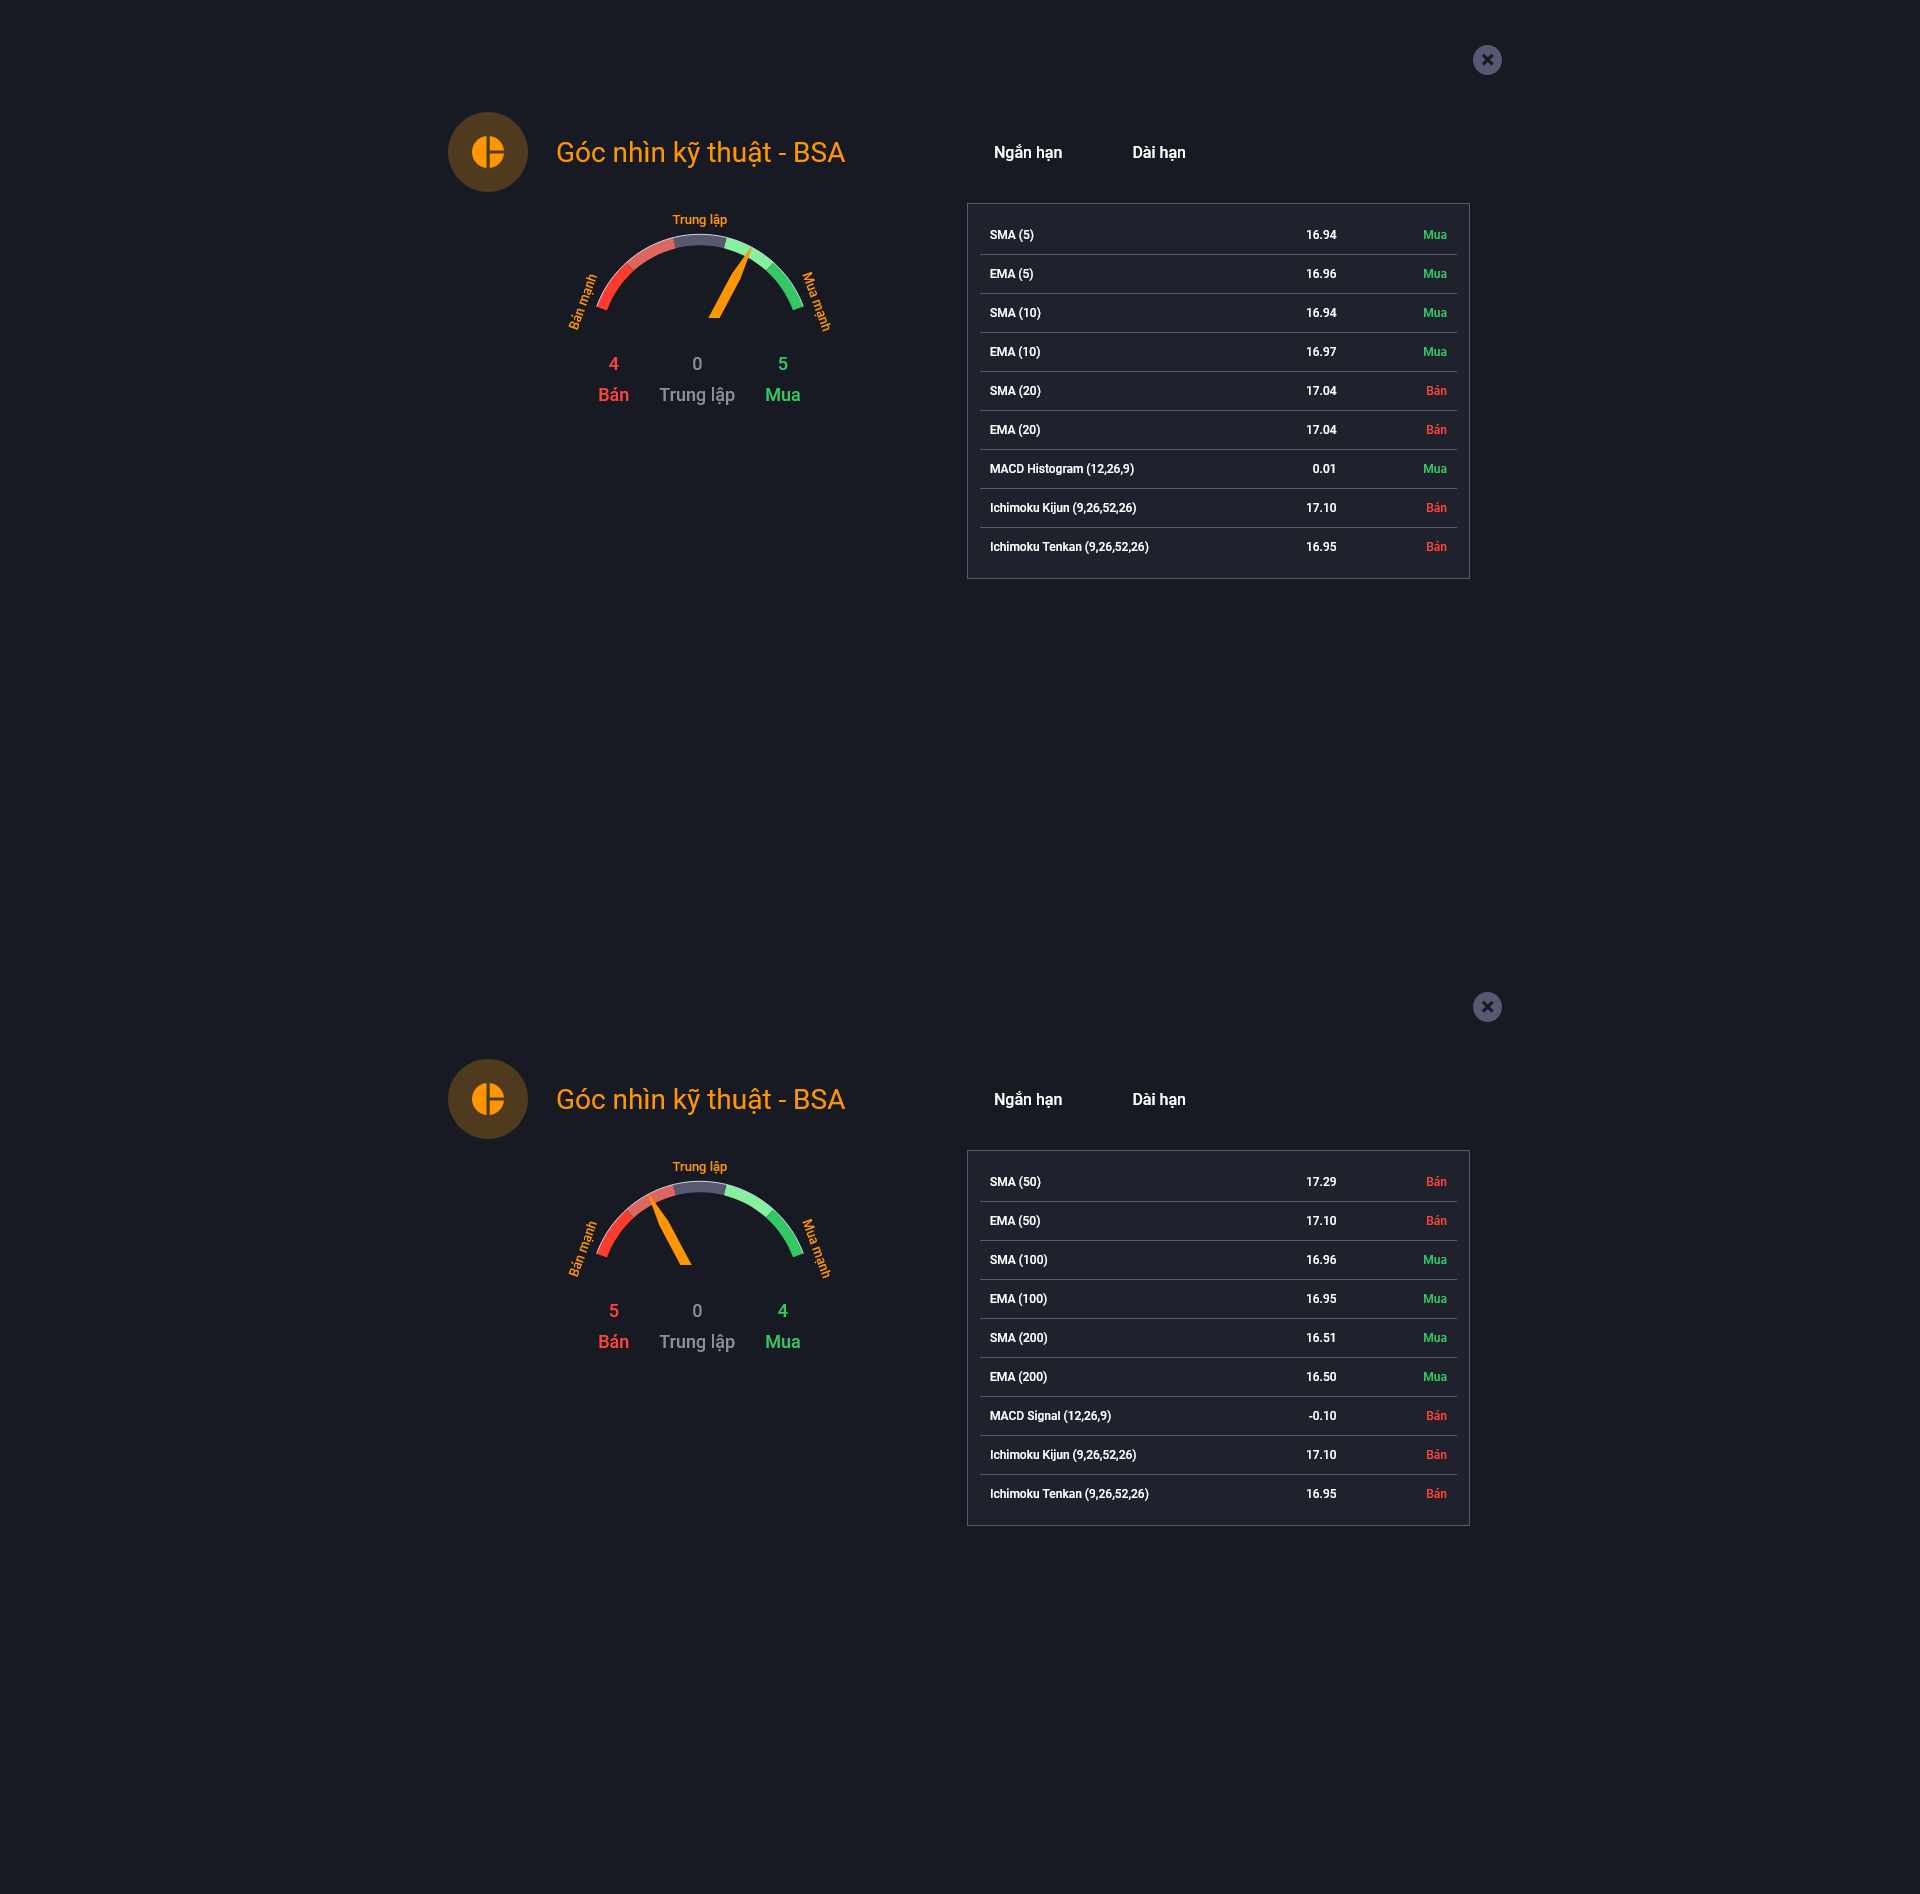 Góc nhìn kỹ thuật - BSA
Ngắn hạn Dài hạn
Trung lập
Bán mạnh
Mua mạnh
4 0 5
Bán Trung lập Mua
SMA (5) 16.94 Mua
EMA (5) 16.96 Mua
SMA (10) 16.94 Mua
EMA (10) 16.97 Mua
SMA (20) 17.04 Bán
EMA (20) 17.04 Bán
MACD Histogram (12,26,9) 0.01 Mua
Ichimoku Kijun (9,26,52,26) 17.10 Bán
Ichimoku Tenkan (9,26,52,26) 16.95 Bán
Góc nhìn kỹ thuật - BSA
Ngắn hạn Dài hạn
Trung lập
Bán mạnh
Mua mạnh
5 0 4
Bán Trung lập Mua
SMA (50) 17.29 Bán
EMA (50) 17.10 Bán
SMA (100) 16.96 Mua
EMA (100) 16.95 Mua
SMA (200) 16.51 Mua
EMA (200) 16.50 Mua
MACD Signal (12,26,9) -0.10 Bán
Ichimoku Kijun (9,26,52,26) 17.10 Bán
Ichimoku Tenkan (9,26,52,26) 16.95 Bán